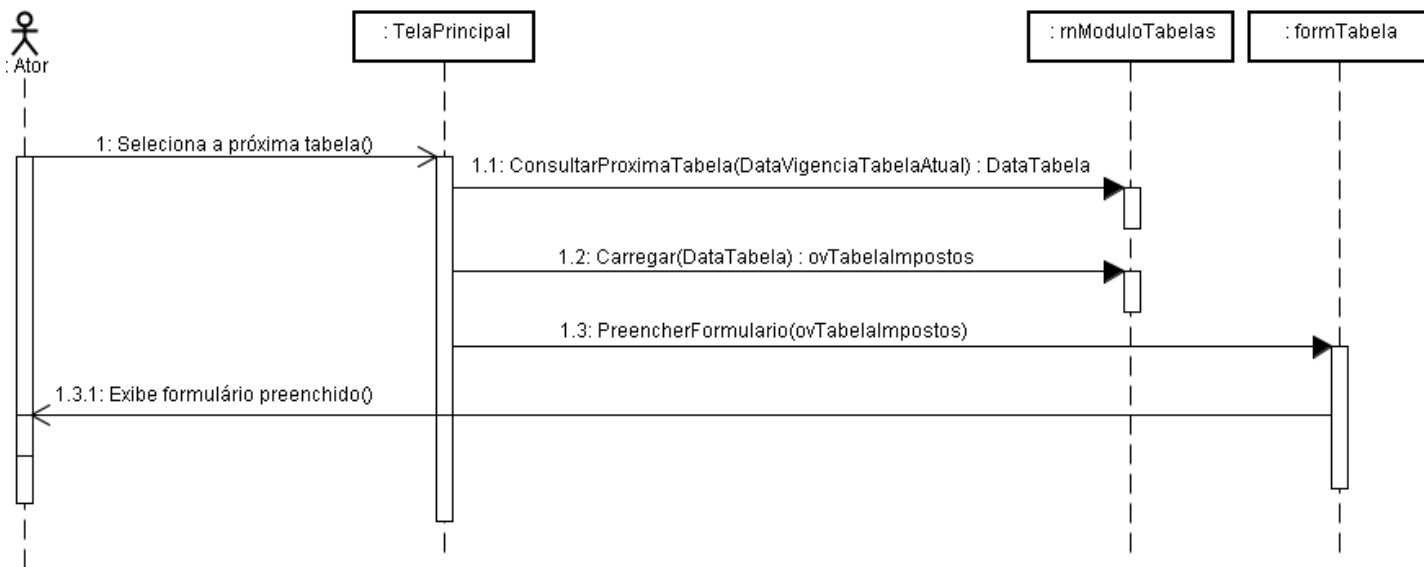 : TelaPrincipal
: rnModuloTabelas
: formTabela
: Ator
1: Seleciona a próxima tabela()
1.1: ConsultarProximaTabela(DataVigenciaTabelaAtual) : DataTabela
1.2: Carregar(DataTabela) : ovTabelaImpostos
1.3: PreencherFormulario(ovTabelaImpostos)
1.3.1: Exibe formulário preenchido()